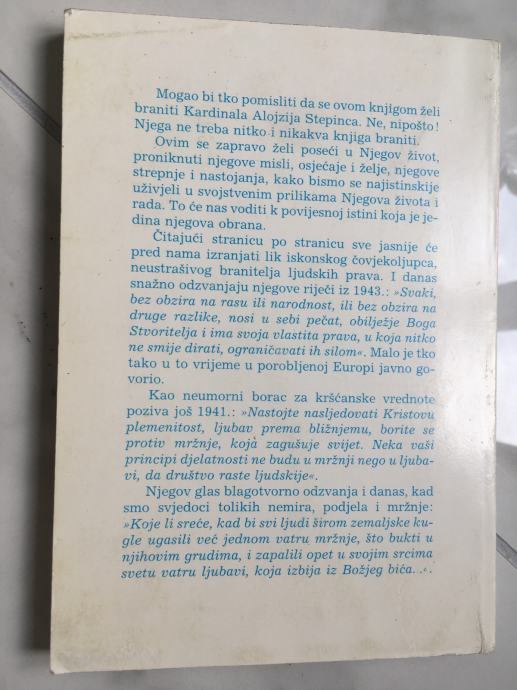 Mogao bi tko pomisliti da se ovom knjigom želi
braniti Kardinala Alojzija Stepinca. Ne, nipošto!
Njega ne treba nitko i nikakva knjiga braniti.
Ovim se zapravo želi poseći u Njegov život,
proniknuti njegove misli, osjećaje i želje, njegove
strepnje i nastojanja, kako bismo se najistinskije
uživjeli u svojstvenim prilikama Njegova života i
rada. To će nas voditi k povijesnoj istini koja je je-
dina njegova obrana.
Čitajući stranicu po stranicu sve jasnije će
pred nama izranjati lik iskonskog čovjekoljupca,
neustrašivog branitelja ljudskih prava. I danas
snažno odzvanjaju njegove riječi iz 1943.: »Svaki,
bez obzira na rasu ili narodnost, ili bez obzira na
druge razlike, nosi u sebi pečat, obilježje Boga
Stvoritelja i ima svoja vlastita prava, u koja nitko
ne smije dirati, ograničavati ih silom«. Malo je tko
tako u to vrijeme u porobljenoj Europi javno go-
vorio.
Kao neumorni borac za kršćanske vrednote
poziva još 1941.: »Nastojte nasljedovati Kristovu
plemenitost, ljubav prema bližnjemu, borite se
protiv mržnje, koja zagušuje svijet. Neka vaši
principi djelatnosti ne budu u mržnji nego u ljuba-
vi, da društvo raste ljudskije«.
Njegov glas blagotvorno odzvanja i danas, kad
smo svjedoci tolikih nemira, podjela i mržnje:
»Koje li sreće, kad bi svi ljudi širom zemaljske ku-
gle ugasili već jednom vatru mržnje, što bukti u
njihovim grudima, i zapalili opet u svojim srcima
svetu vatru ljubavi, koja izbija iz Božjeg bića...«.